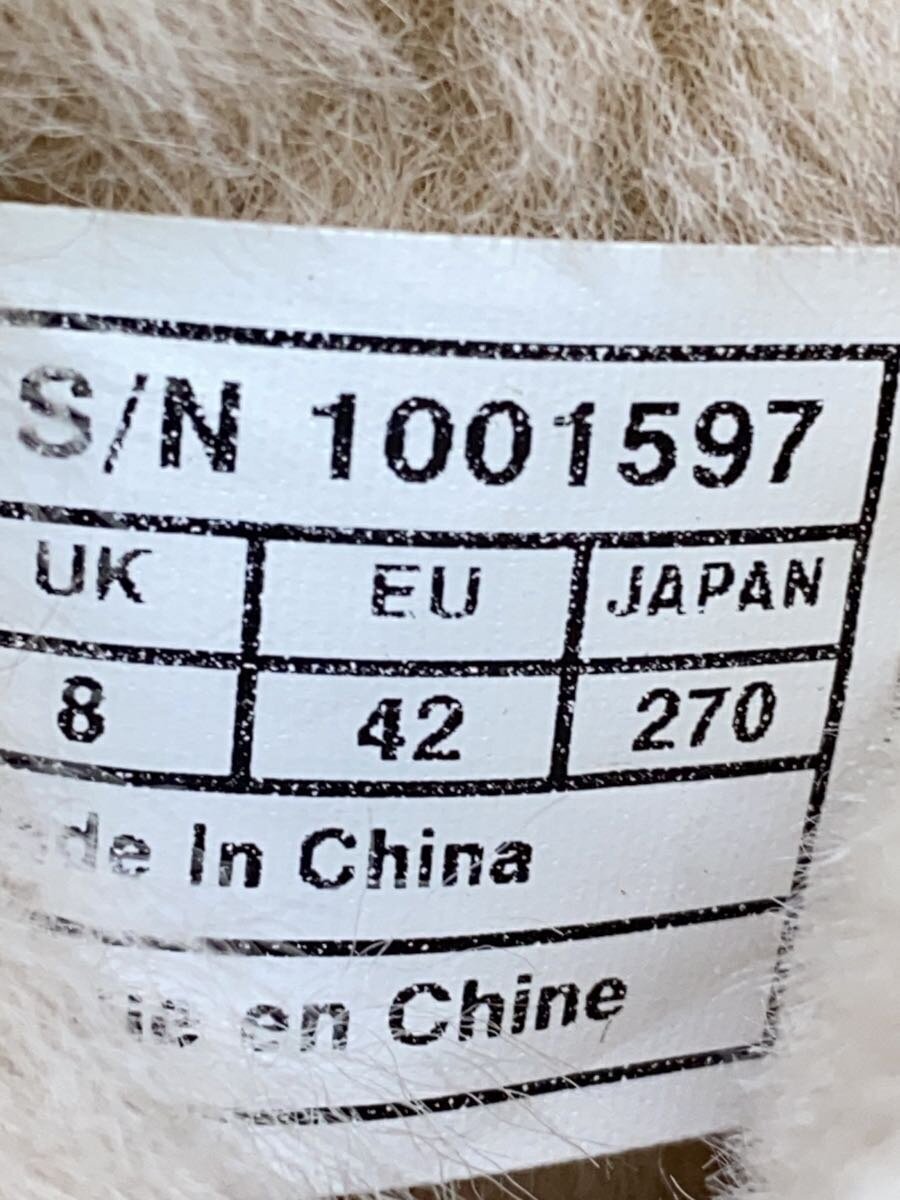 S/N 1001597
UK EU JAPAN
8 42 270
In China
en Chine